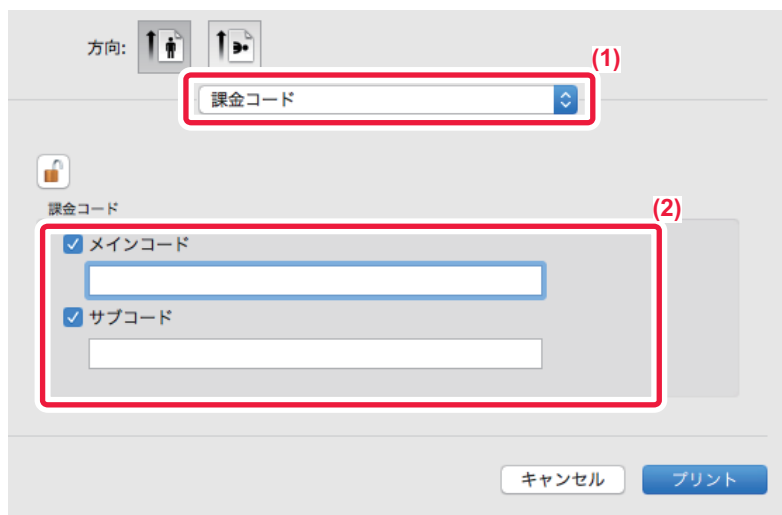 方向:
(1)
課金コード
課金コード
(2)
メインコード
サブコード
キャンセル プリント